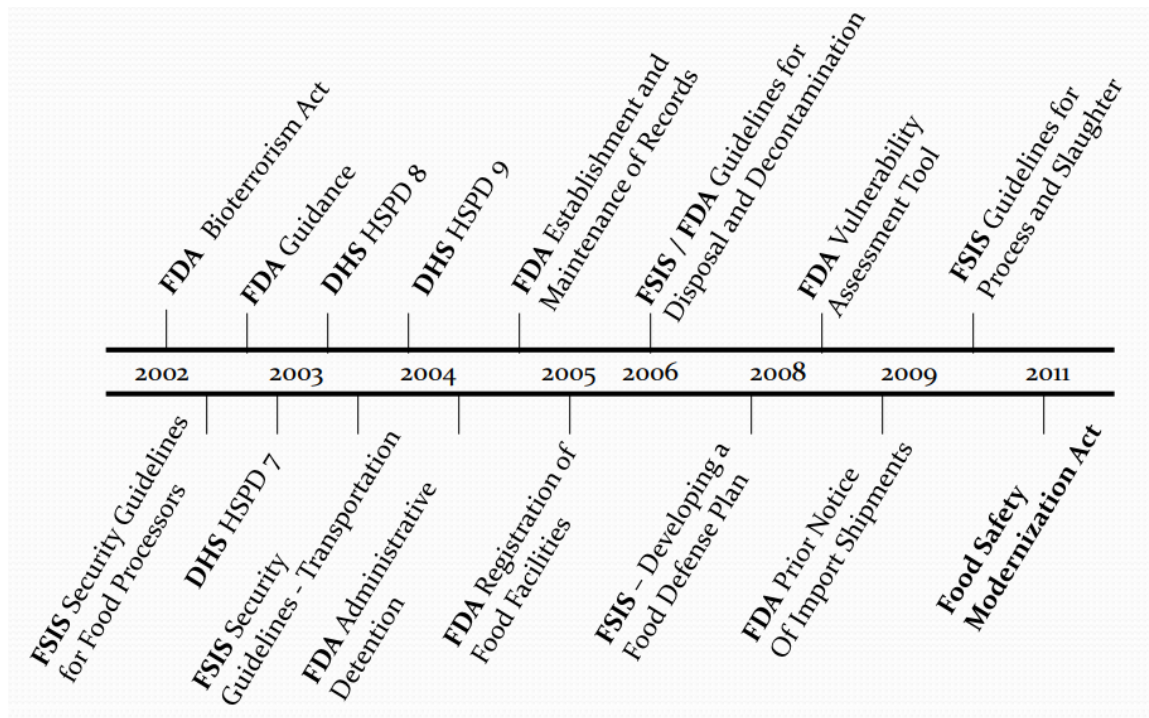 FDA Bioterrorism Act
FDA Guidance
DHS HSPD 8
DHS HSPD 9
FDA Establishment and
Maintenance of Records
FSIS / FDA Guidelines for
Disposal and Decontamination
FDA Vulnerability
Assessment Tool
FSIS Guidelines for
Process and Slaughter
2002 2003 2004 2005 2006 2008 2009 2011
FSIS Security Guidelines
for Food Processors
DHS HSPD 7
FSIS Security
Guidelines - Transportation
FDA Administrative
Detention
FDA Registration of
Food Facilities
FSIS – Developing a
Food Defense Plan
FDA Prior Notice
Of Import Shipments
Food Safety
Modernization Act